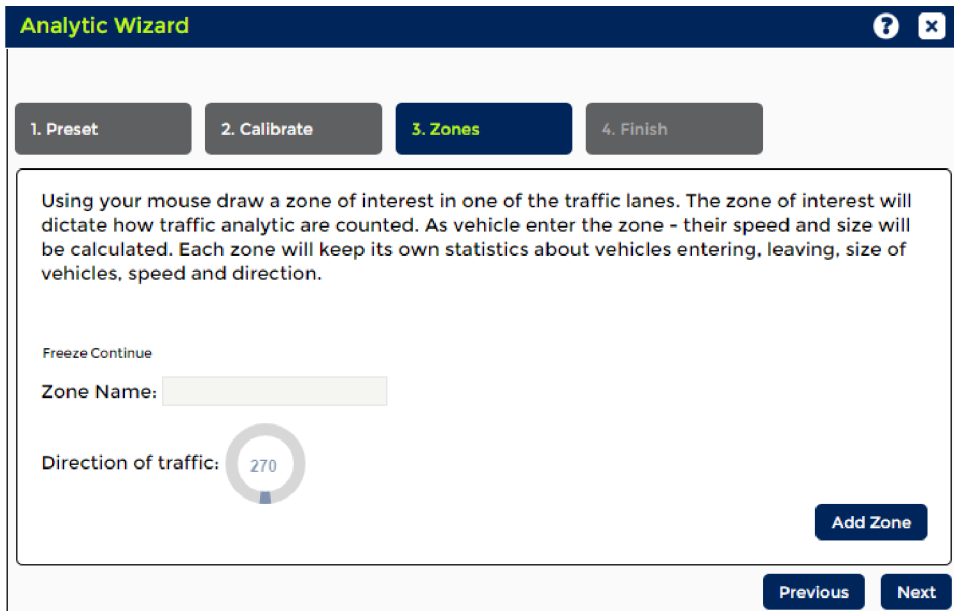 Analytic Wizard
?
1. Preset
2. Calibrate
3. Zones
4. Finish
Using your mouse draw a zone of interest in one of the traffic lanes. The zone of interest will
dictate how traffic analytic are counted. As vehicle enter the zone - their speed and size will
be calculated. Each zone will keep its own statistics about vehicles entering, leaving, size of
vehicles, speed and direction.
Freeze Continue
Zone Name:
Direction of traffic:
270
Add Zone
Previous
Next